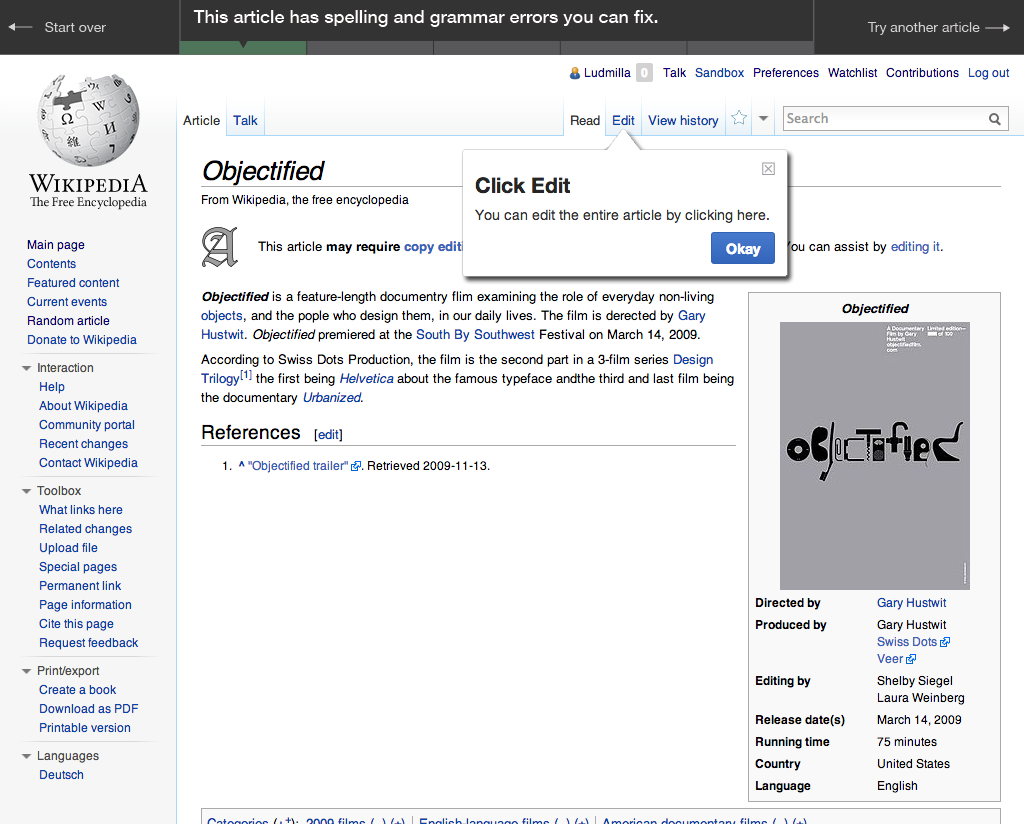 Start over
This article has spelling and grammar errors you can fix.
Try another article
Ludmilla 0 Talk Sandbox Preferences Watchlist Contributions Log out
Article Talk Read Edit View history Search
WIKIPEDIA
The Free Encyclopedia
Main page
Contents
Featured content
Current events
Random article
Donate to Wikipedia
Interaction
Help
About Wikipedia
Community portal
Recent changes
Contact Wikipedia
Toolbox
What links here
Related changes
Upload file
Special pages
Permanent link
Page information
Cite this page
Request feedback
Print/export
Create a book
Download as PDF
Printable version
Languages
Deutsch
Objectified
From Wikipedia, the free encyclopedia
Click Edit
You can edit the entire article by clicking here.
Okay
This article may require copy editi
You can assist by editing it.
Objectified is a feature-length documentry film examining the role of everyday non-living
objects, and the pople who design them, in our daily lives. The film is derected by Gary
Hustwit. Objectified premiered at the South By Southwest Festival on March 14, 2009.
According to Swiss Dots Production, the film is the second part in a 3-film series Design
Trilogy[1] the first being Helvetica about the famous typeface andthe third and last film being
the documentary Urbanized.
References [edit]
1. ^ "Objectified trailer". Retrieved 2009-11-13.
Objectified
A Documentary Limited edition
Film by Gary of 100
Hustwit
objectifiedfilm.
com
OBJECTIFIED
Directed by Gary Hustwit
Produced by Gary Hustwit
Swiss Dots
Veer
Editing by Shelby Siegel
Laura Weinberg
Release date(s) March 14, 2009
Running time 75 minutes
Country United States
Language English
Categories (++): 2009 films (–) (±) | English-language films (–) (±) | American documentary films (–) (±)